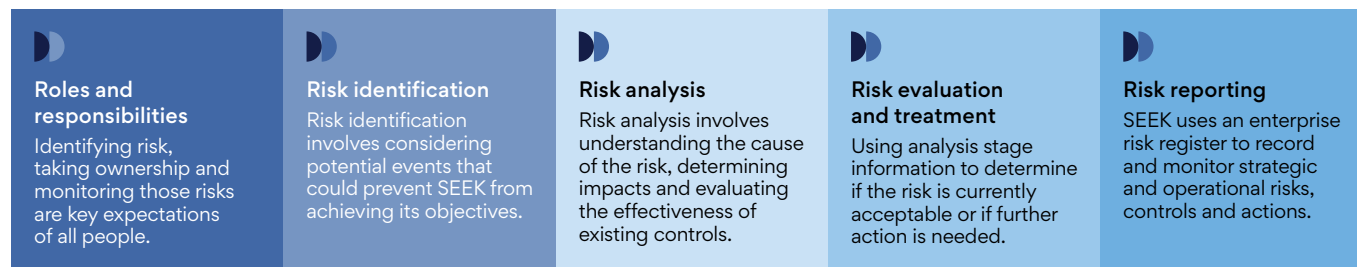 Roles and
responsibilities
Identifying risk,
taking ownership and
monitoring those risks
are key expectations
of all people.
Risk identification
Risk identification
involves considering
potential events that
could prevent SEEK from
achieving its objectives.
Risk analysis
Risk analysis involves
understanding the cause
of the risk, determining
impacts and evaluating
the effectiveness of
existing controls.
Risk evaluation
and treatment
Using analysis stage
information to determine
if the risk is currently
acceptable or if further
action is needed.
Risk reporting
SEEK uses an enterprise
risk register to record
and monitor strategic
and operational risks,
controls and actions.